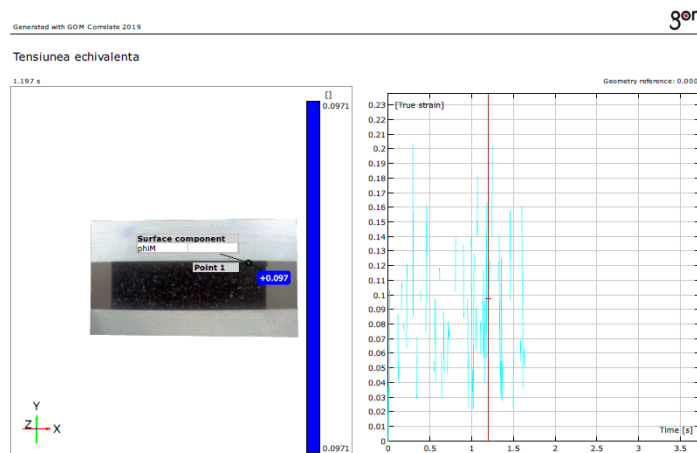 gom
Generated with GOM Correlate 2019
Tensiunea echivalenta
1.197 s
Geometry reference: 0.000
[]
0.0971
Surface component
phiM
Point 1
+0.097
0.0971
Y
Z
X
[True strain]
0.23
0.22
0.21
0.2
0.19
0.18
0.17
0.16
0.15
0.14
0.13
0.12
0.11
0.1
0.09
0.08
0.07
0.06
0.05
0.04
0.03
0.02
0.01
0
Time [s]
0
0.5
1
1.5
2
2.5
3
3.5